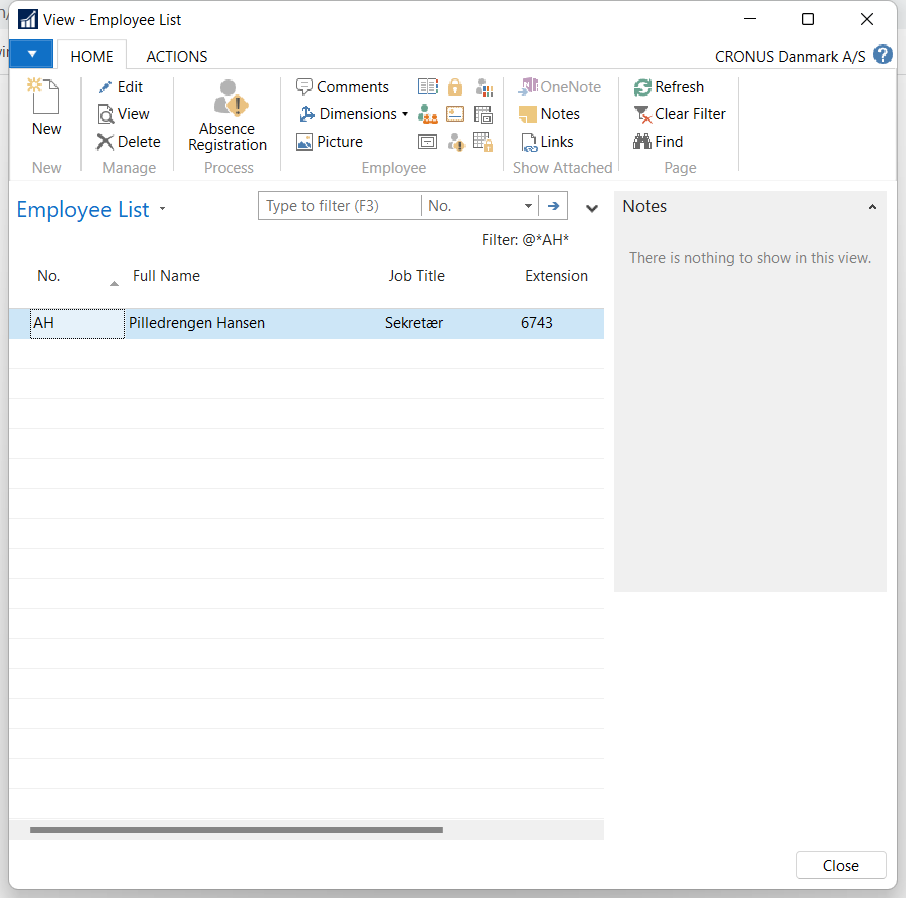 View - Employee List
HOME
ACTIONS
CRONUS Danmark A/S
?
New
New
Edit
View
Delete
Manage
Absence
Registration
Process
Comments
Dimensions
Picture
Employee
OneNote
Notes
Links
Show Attached
Refresh
Clear Filter
Find
Page
Employee List
Type to filter (F3)
No.
Filter: @*AH*
No.
Full Name
Job Title
Extension
AH
Pilledrengen Hansen
Sekretær
6743
Notes
There is nothing to show in this view.
Close